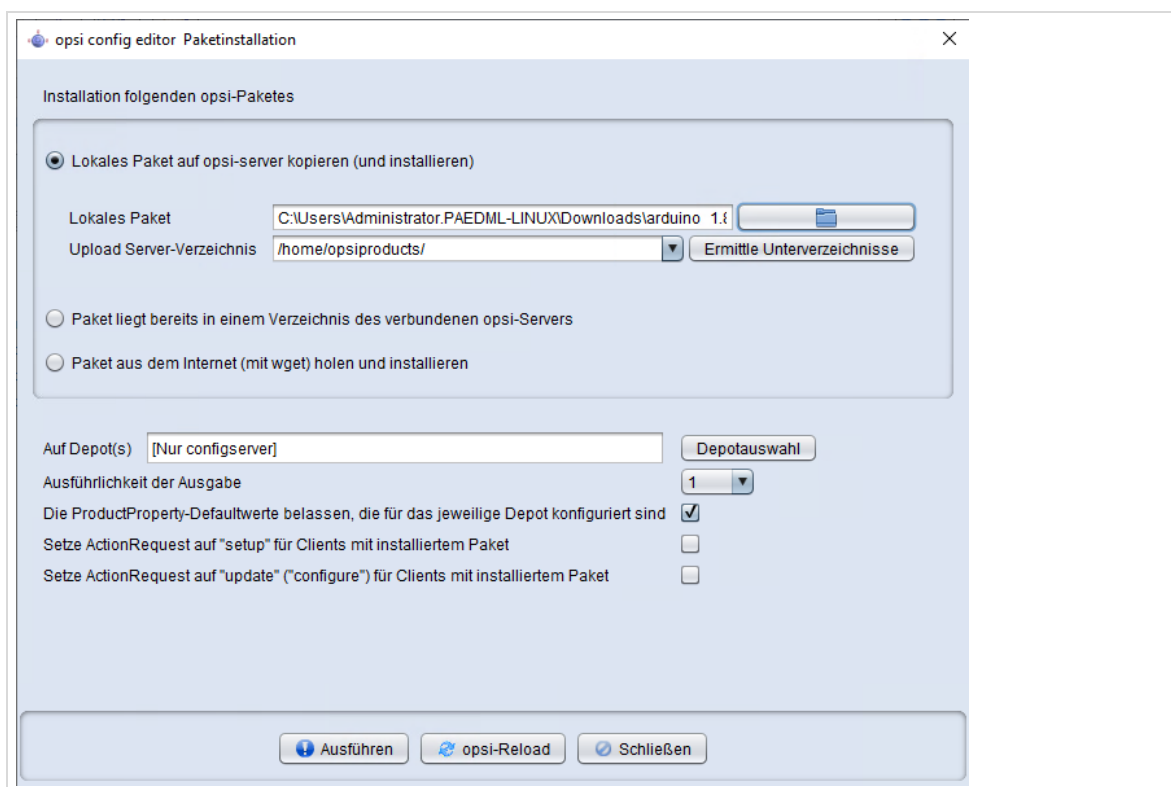 opsi config editor Paketinstallation
Installation folgenden opsi-Paketes
Lokales Paket auf opsi-server kopieren (und installieren)
Lokales Paket C:\Users\Administrator.PAEDML-LINUX\Downloads\arduino 1.8
Upload Server-Verzeichnis /home/opsiproducts/ Ermittle Unterverzeichnisse
Paket liegt bereits in einem Verzeichnis des verbundenen opsi-Servers
Paket aus dem Internet (mit wget) holen und installieren
Auf Depot(s) [Nur configserver] Depotauswahl
Ausführlichkeit der Ausgabe 1
Die ProductProperty-Defaultwerte belassen, die für das jeweilige Depot konfiguriert sind
Setze ActionRequest auf "setup" für Clients mit installiertem Paket
Setze ActionRequest auf "update" ("configure") für Clients mit installiertem Paket
Ausführen opsi-Reload Schließen